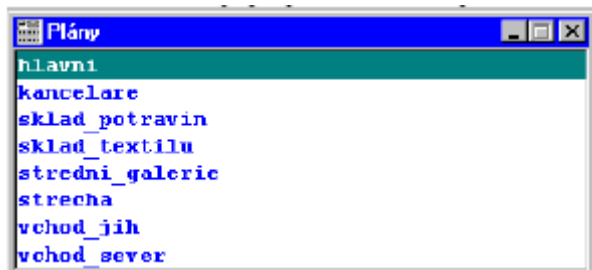 Plány
hlavni
kancelare
sklad_potravin
sklad_textilu
stredni_galerie
strecha
vchod_jih
vchod_sever